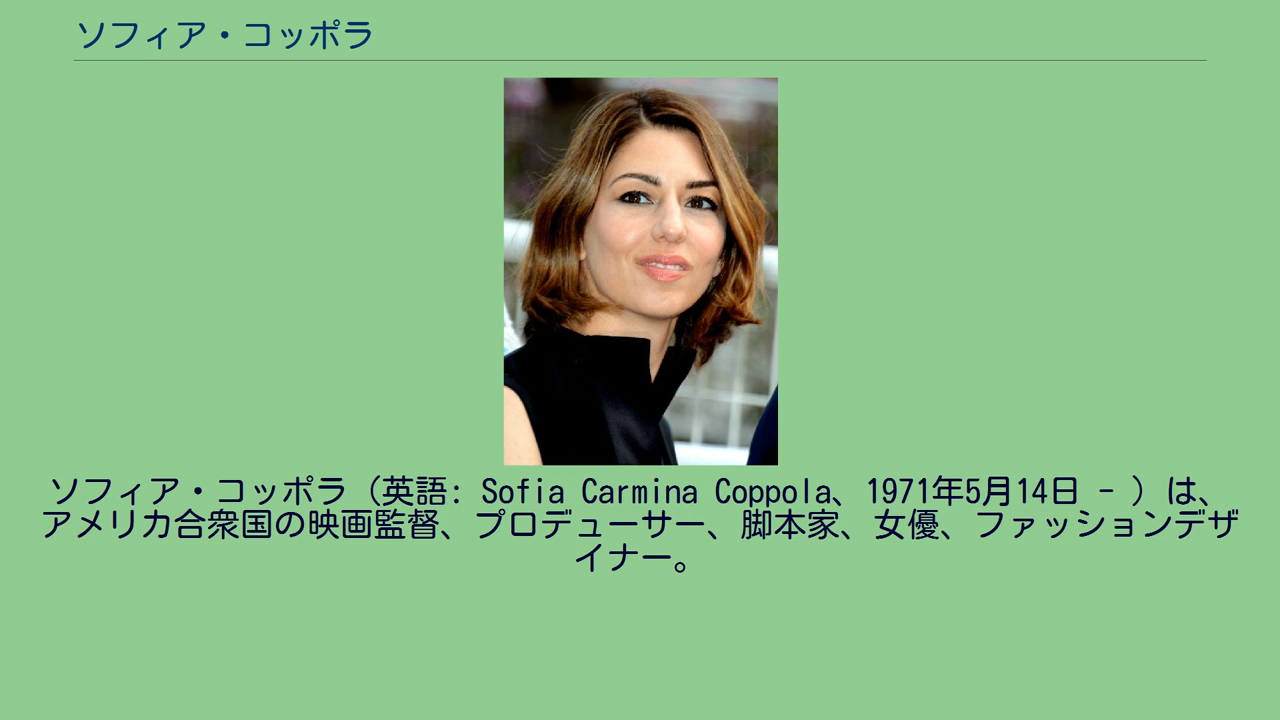 ソフィア・コッポラ
ソフィア・コッポラ（英語: Sofia Carmina Coppola、1971年5月14日 - ）は、
アメリカ合衆国の映画監督、プロデューサー、脚本家、女優、ファッションデザ
イナー。